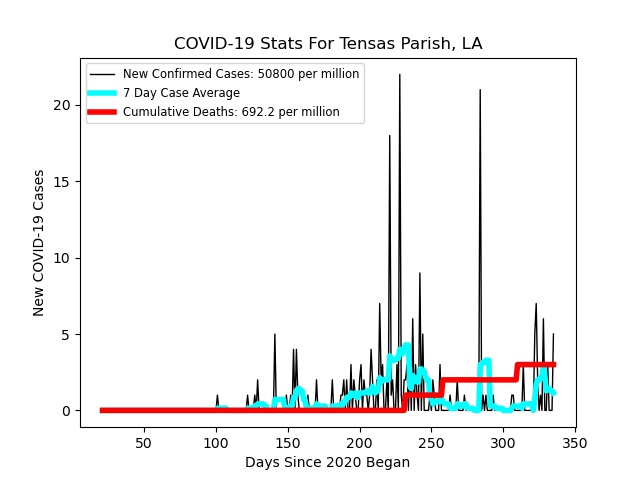 COVID-19 Stats For Tensas Parish, LA
New Confirmed Cases: 50800 per million
7 Day Case Average
Cumulative Deaths: 692.2 per million
New COVID-19 Cases
20
15
10
5
0
50 100 150 200 250 300 350
Days Since 2020 Began